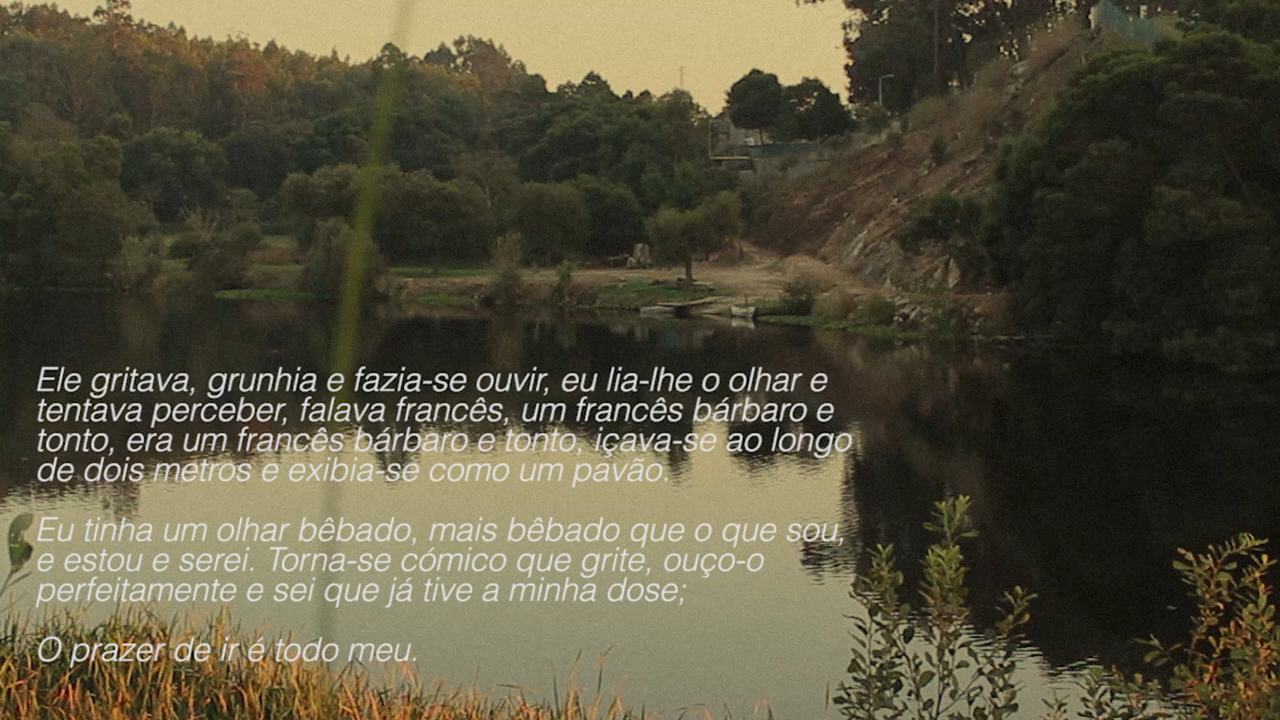 Ele gritava, grunhia e fazia-se ouvir, eu lia-lhe o olhar e
tentava perceber, falava francês, um francês bárbaro e
tonto, era um francês bárbaro e tonto, içava-se ao longo
de dois metros e exibia-se como um pavão.
Eu tinha um olhar bêbado, mais bêbado que o que sou,
e estou e serei. Torna-se cómico que grite, ouço-o
perfeitamente e sei que já tive a minha dose;
O prazer de ir é todo meu.